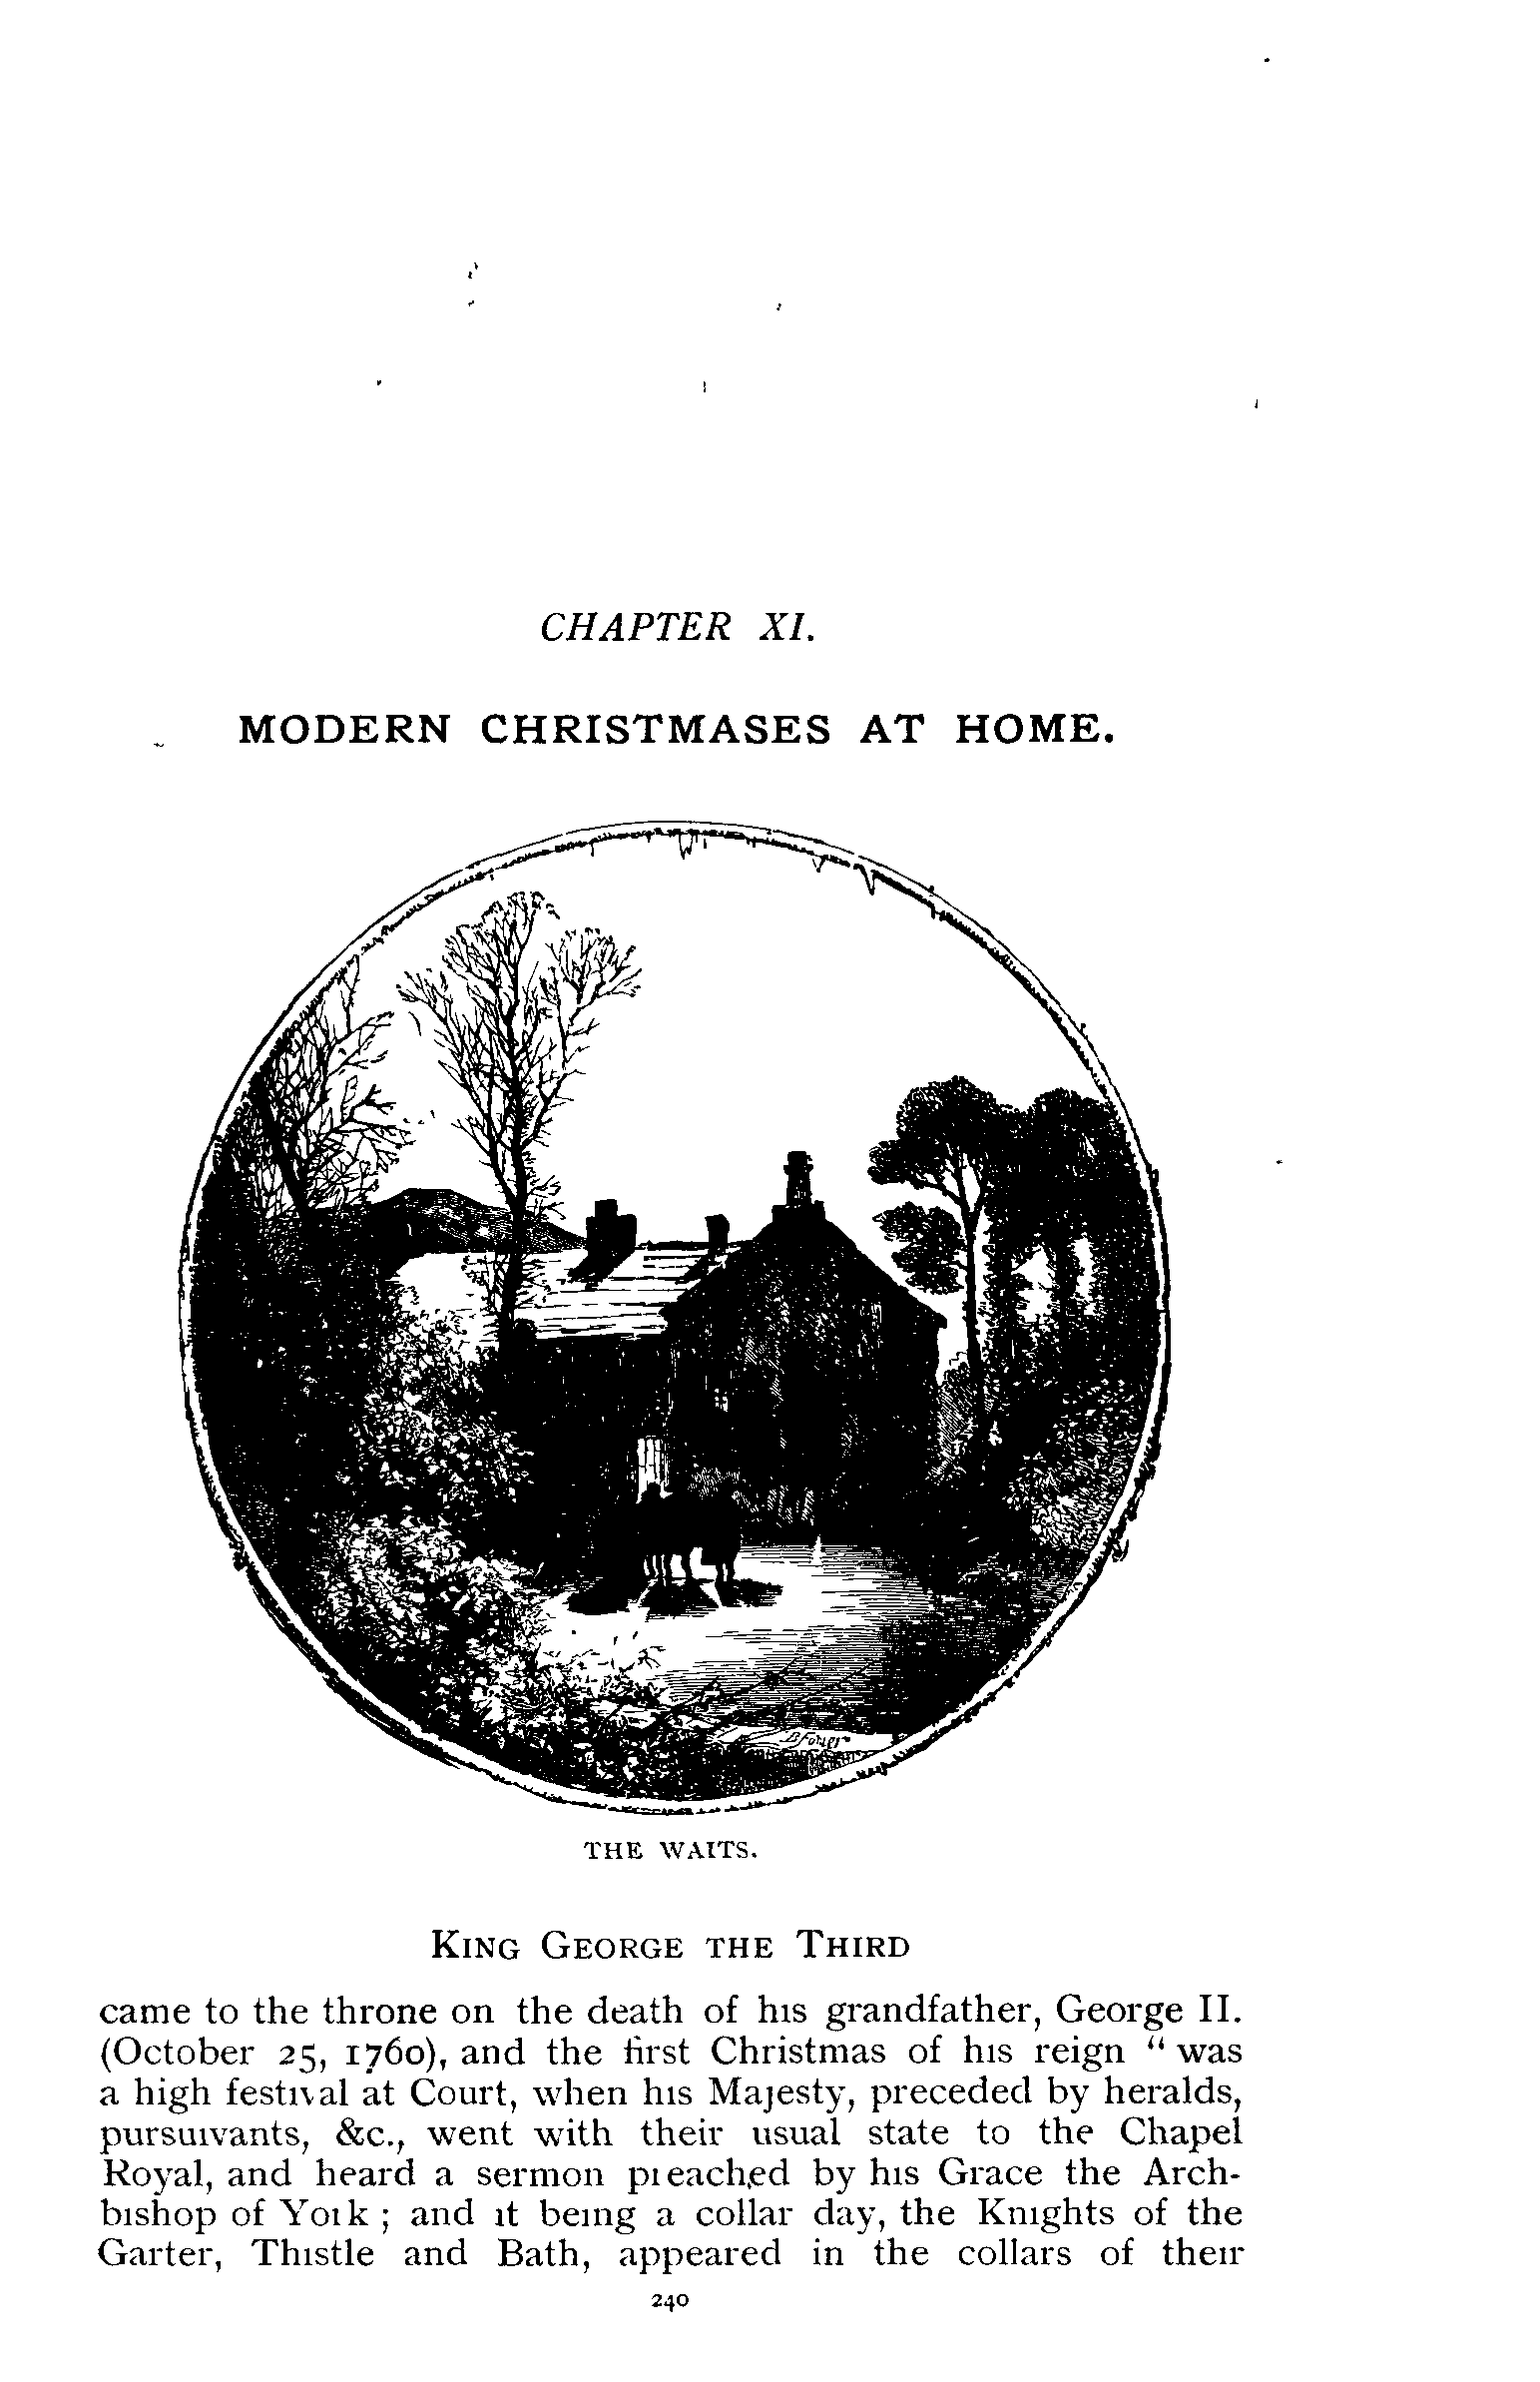 CHAPTER XI.
MODERN CHRISTMASES AT HOME.
THE WAITS.
KING GEORGE THE THIRD
came to the throne on the death of his grandfather, George II.
(October 25, 1760), and the first Christmas of his reign “ was
a high festival at Court, when his Majesty, preceded by heralds,
pursuivants, &c., went with their usual state to the Chapel
Royal, and heard a sermon preached by his Grace the Arch-
bishop of York ; and it being a collar day, the Knights of the
Garter, Thistle and Bath, appeared in the collars of their
240